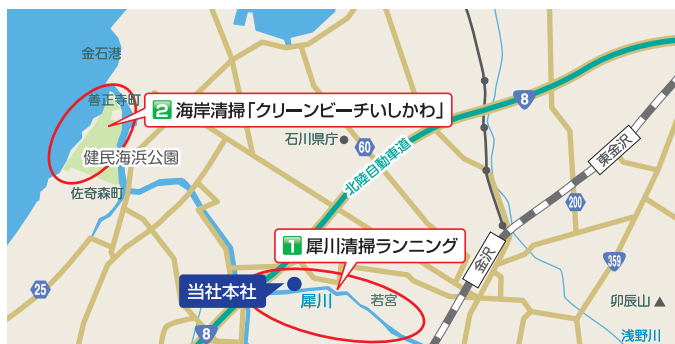 金石港
善正寺町
2 海岸清掃「クリーンビーチいしかわ」
8
健民海浜公園
石川県庁
60
北陸自動車道
東金沢
佐奇森町
200
1 犀川清掃ランニング
金沢
359
25
当社本社
犀川
若宮
卯辰山
8
浅野川